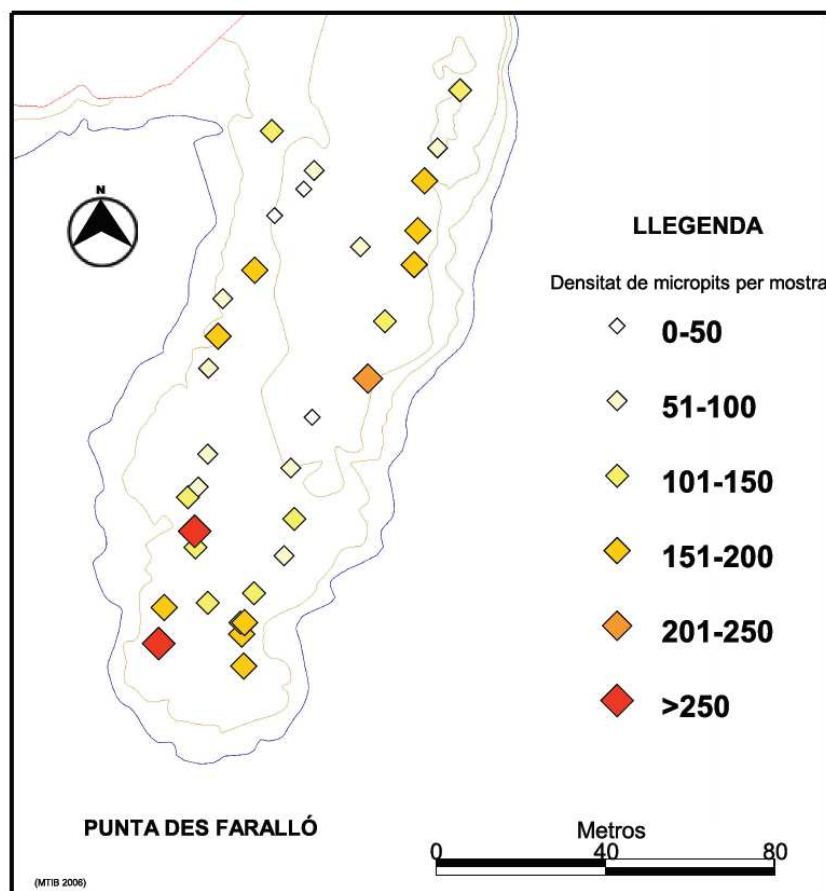 N
LLEGENDA
Densitat de micropits per mostra
0-50
51-100
101-150
151-200
201-250
>250
PUNTA DES FARALLÓ
Metros
0 40 80
(MTIB 2006)